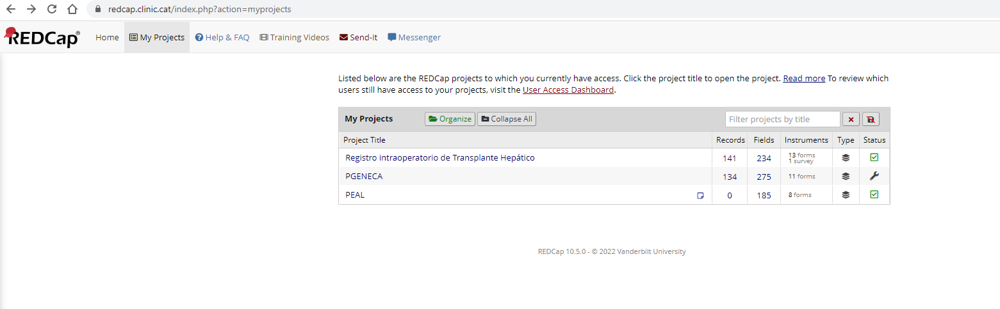 redcap.clinic.cat/index.php?action=myprojects
REDCap® Home My Projects Help & FAQ Training Videos Send-It Messenger
Listed below are the REDCap projects to which you currently have access. Click the project title to open the project. Read more To review which
users still have access to your projects, visit the User Access Dashboard.
My Projects Organize Collapse All Filter projects by title
Project Title Records Fields Instruments Type Status
Registro intraoperatorio de Transplante Hepático 141 234 13 forms
1 survey
PGENECA 134 275 11 forms
PEAL 0 185 8 forms
REDCap 10.5.0 - © 2022 Vanderbilt University